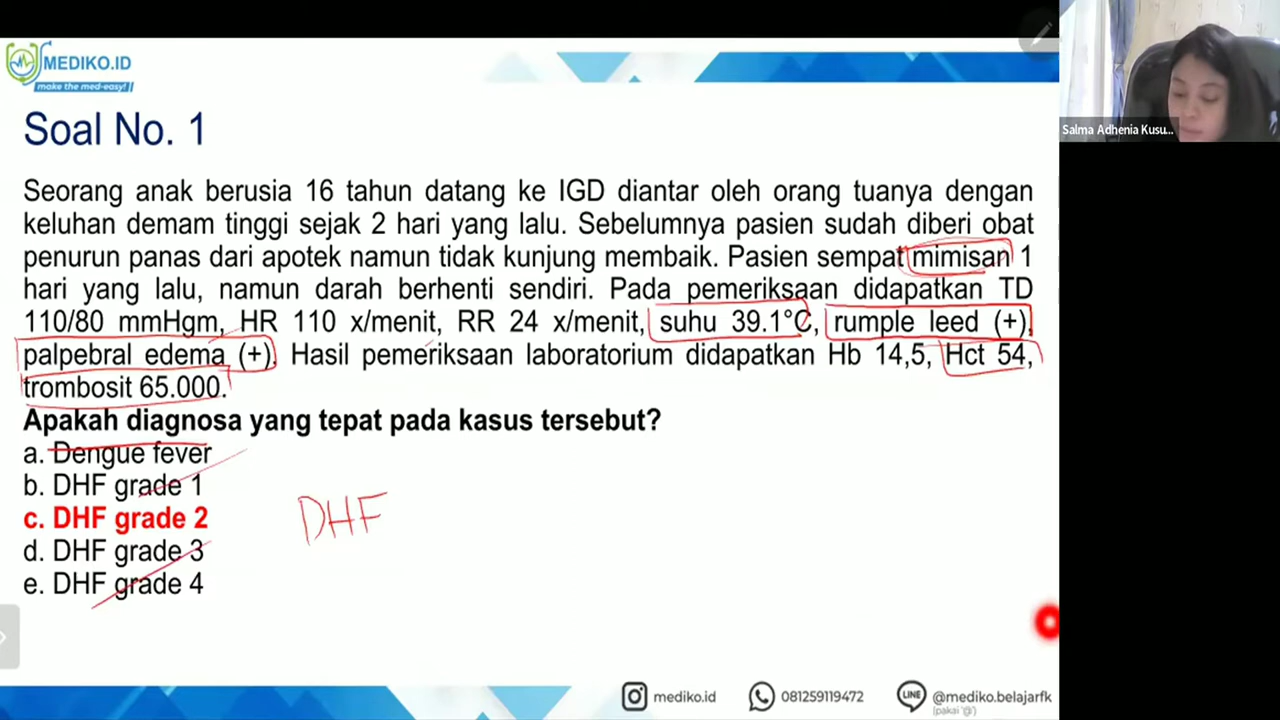 MEDIKO.ID
make the med-easy!
Soal No. 1
Seorang anak berusia 16 tahun datang ke IGD diantar oleh orang tuanya dengan
keluhan demam tinggi sejak 2 hari yang lalu. Sebelumnya pasien sudah diberi obat
penurun panas dari apotek namun tidak kunjung membaik. Pasien sempat mimisan 1
hari yang lalu, namun darah berhenti sendiri. Pada pemeriksaan didapatkan TD
110/80 mmHgm, HR 110 x/menit, RR 24 x/menit, suhu 39.1°C, rumple leed (+),
palpebral edema (+). Hasil pemeriksaan laboratorium didapatkan Hb 14,5, Hct 54,
trombosit 65.000.
Apakah diagnosa yang tepat pada kasus tersebut?
a. Dengue fever
b. DHF grade 1
c. DHF grade 2
d. DHF grade 3
e. DHF grade 4
DHF
mediko.id
081259119472
LINE
@mediko.belajarfk
(pakai '@')
Salma Adhenia Kusu...